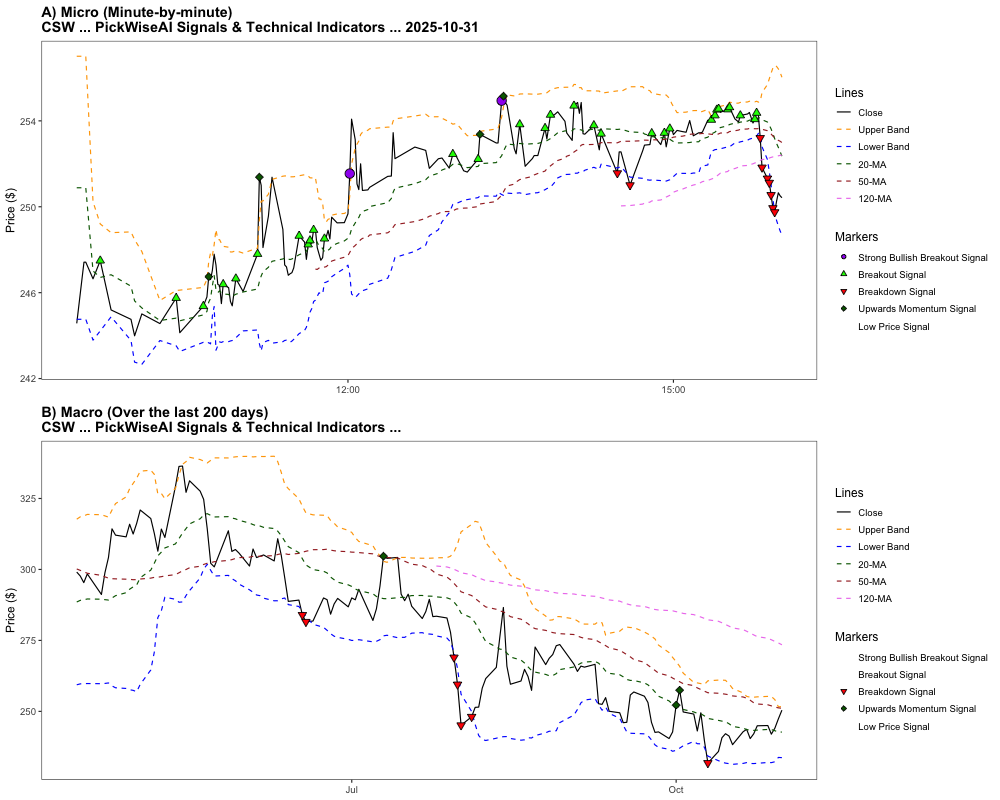 A) Micro (Minute-by-minute)
CSW ... PickWiseAI Signals & Technical Indicators ... 2025-10-31
Price ($)
254
250
246
242
12:00
15:00
Lines
Close
Upper Band
Lower Band
20-MA
50-MA
120-MA
Markers
Strong Bullish Breakout Signal
Breakout Signal
Breakdown Signal
Upwards Momentum Signal
Low Price Signal
B) Macro (Over the last 200 days)
CSW ... PickWiseAI Signals & Technical Indicators ...
Price ($)
325
300
275
250
Jul
Oct
Lines
Close
Upper Band
Lower Band
20-MA
50-MA
120-MA
Markers
Strong Bullish Breakout Signal
Breakout Signal
Breakdown Signal
Upwards Momentum Signal
Low Price Signal